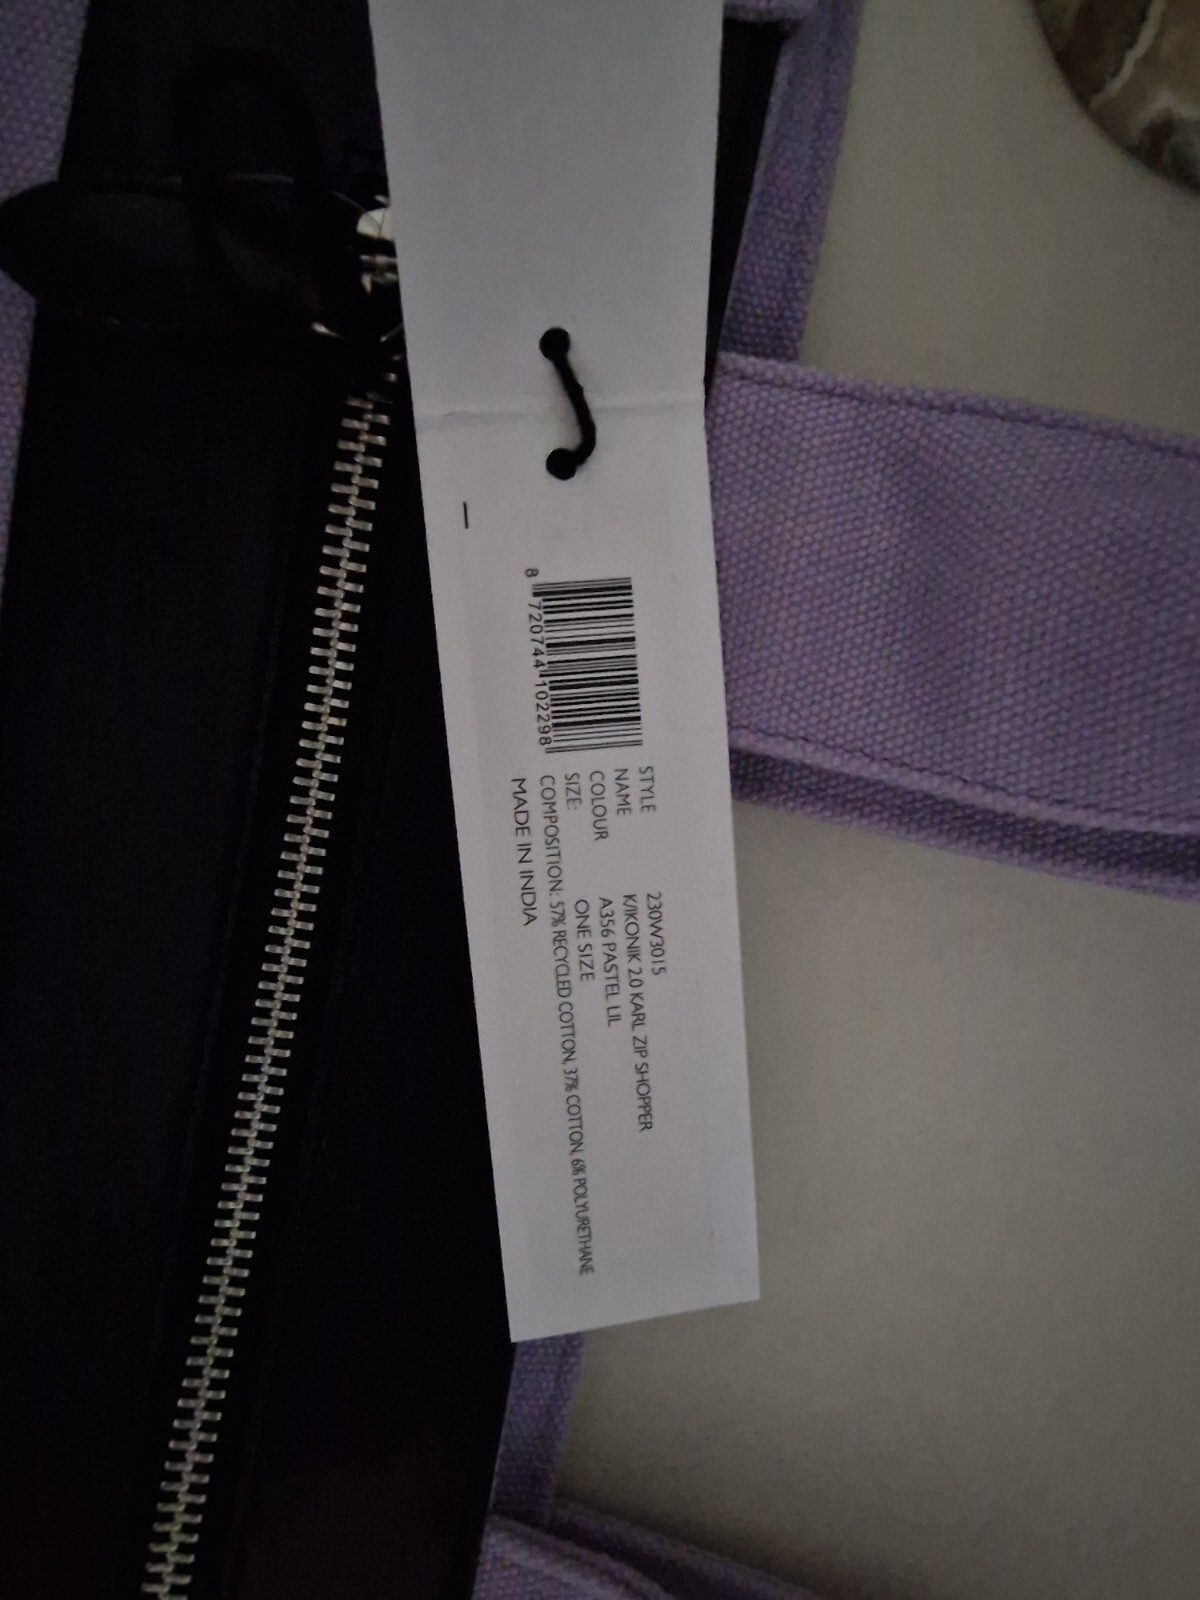 STYLE 230W3015
NAME K/IKONIK 2.0 KARL ZIP SHOPPER
COLOUR A356 PASTEL LIL
SIZE: ONE SIZE
COMPOSITION: 57% RECYCLED COTTON, 37% COTTON, 6% POLYURETHANE
MADE IN INDIA
8 720744 102298